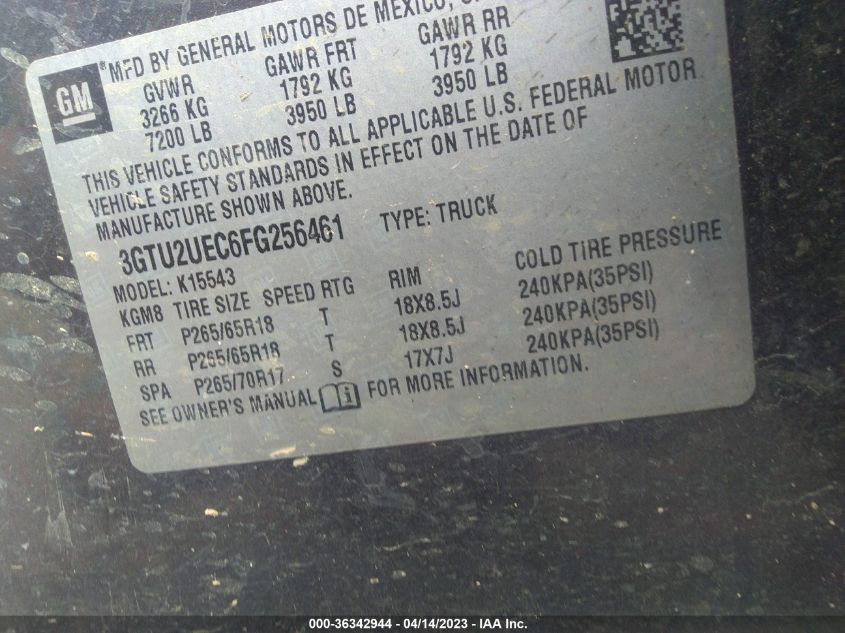 MFD BY GENERAL MOTORS DE MEXICO,
GM
GVWR GAWR FRT GAWR RR
3266 KG 1792 KG 1792 KG
7200 LB 3950 LB 3950 LB
THIS VEHICLE CONFORMS TO ALL APPLICABLE U.S. FEDERAL MOTOR
VEHICLE SAFETY STANDARDS IN EFFECT ON THE DATE OF
MANUFACTURE SHOWN ABOVE.
3GTU2UEC6FG256461 TYPE: TRUCK
MODEL: K15543
KGM8 TIRE SIZE SPEED RTG RIM COLD TIRE PRESSURE
FRT P265/65R18 T 18X8.5J 240KPA(35PSI)
RR P265/65R18 T 18X8.5J 240KPA(35PSI)
SPA P265/70R17 S 17X7J 240KPA(35PSI)
SEE OWNER'S MANUAL i FOR MORE INFORMATION.
000-36342944 - 04/14/2023 - IAA Inc.